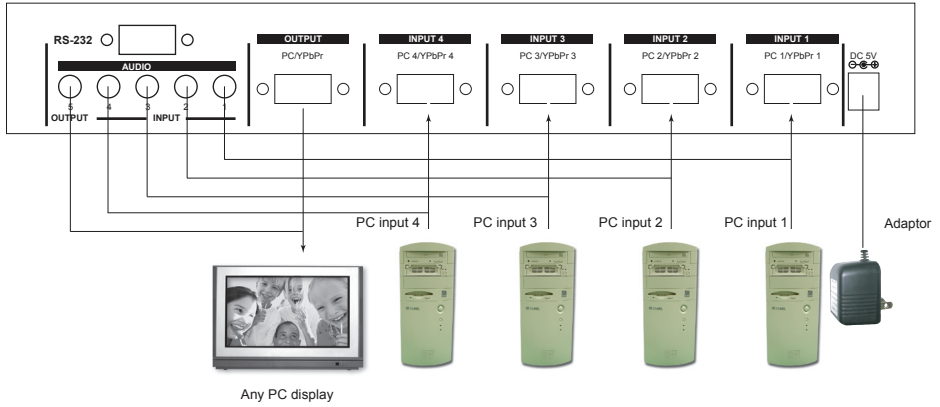 RS-232
OUTPUT
INPUT 4
INPUT 3
INPUT 2
INPUT 1
PC/YPbPr
PC 4/YPbPr 4
PC 3/YPbPr 3
PC 2/YPbPr 2
PC 1/YPbPr 1
DC 5V
AUDIO
5
4
3
2
1
OUTPUT
INPUT
PC input 4
PC input 3
PC input 2
PC input 1
Adaptor
Any PC display